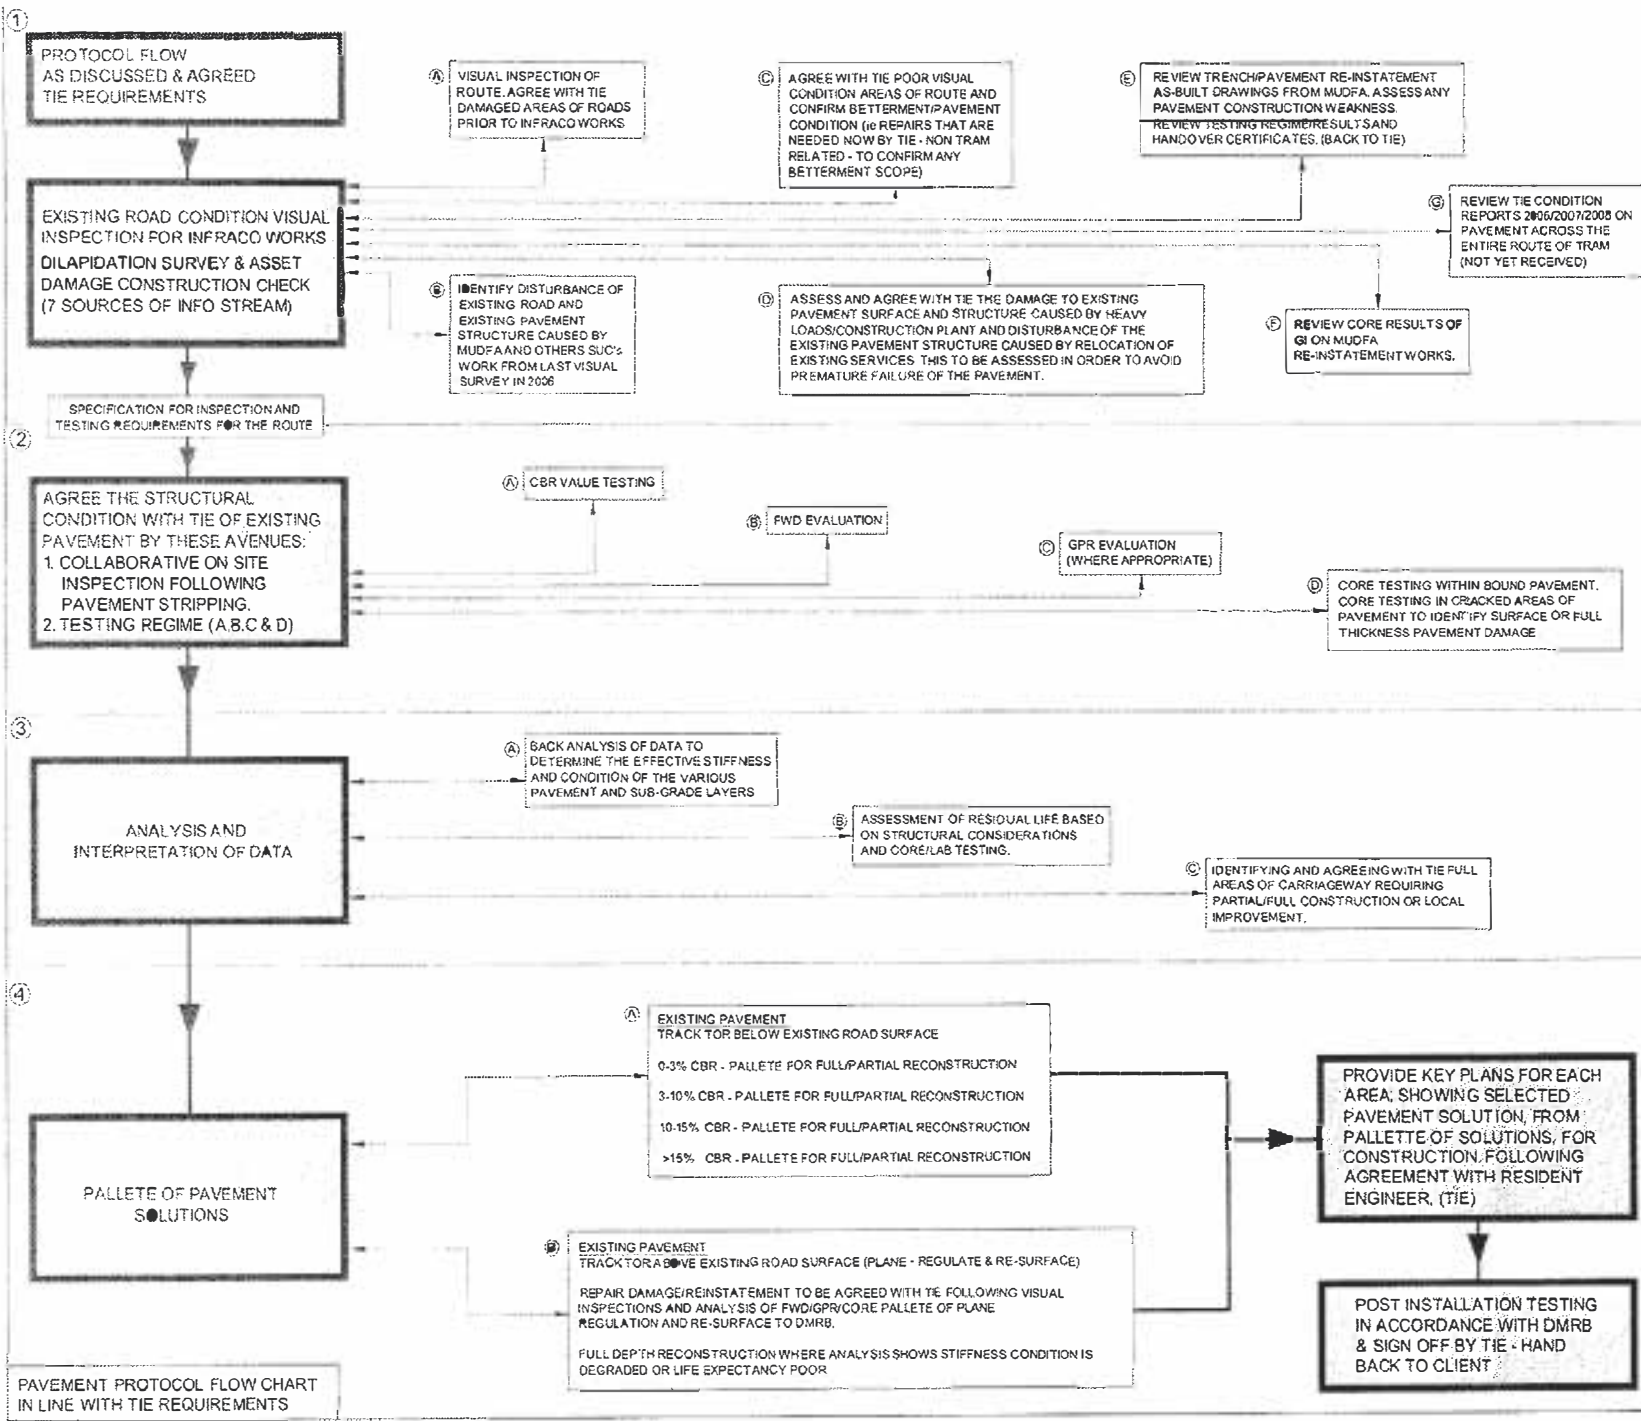 ①
PROTOCOL FLOW
AS DISCUSSED & AGREED
TIE REQUIREMENTS
Ⓐ VISUAL INSPECTION OF
ROUTE. AGREE WITH TIE
DAMAGED AREAS OF ROADS
PRIOR TO INFRACO WORKS
Ⓒ AGREE WITH TIE POOR VISUAL
CONDITION AREAS OF ROUTE AND
CONFIRM BETTERMENT/PAVEMENT
CONDITION (ie REPAIRS THAT ARE
NEEDED NOW BY TIE - NON TRAM
RELATED - TO CONFIRM ANY
BETTERMENT SCOPE)
Ⓔ REVIEW TRENCH/PAVEMENT RE-INSTATEMENT
AS-BUILT DRAWINGS FROM MUDFA. ASSESS ANY
PAVEMENT CONSTRUCTION WEAKNESS.
REVIEW TESTING REGIME/RESULTS AND
HANDOVER CERTIFICATES. (BACK TO TIE)
EXISTING ROAD CONDITION VISUAL
INSPECTION FOR INFRACO WORKS
DILAPIDATION SURVEY & ASSET
DAMAGE CONSTRUCTION CHECK
(7 SOURCES OF INFO STREAM)
Ⓖ REVIEW TIE CONDITION
REPORTS 2006/2007/2008 ON
PAVEMENT ACROSS THE
ENTIRE ROUTE OF TRAM
(NOT YET RECEIVED)
Ⓑ IDENTIFY DISTURBANCE OF
EXISTING ROAD AND
EXISTING PAVEMENT
STRUCTURE CAUSED BY
MUDFA AND OTHERS SUC's
WORK FROM LAST VISUAL
SURVEY IN 2006
Ⓓ ASSESS AND AGREE WITH TIE THE DAMAGE TO EXISTING
PAVEMENT SURFACE AND STRUCTURE CAUSED BY HEAVY
LOADS/CONSTRUCTION PLANT AND DISTURBANCE OF THE
EXISTING PAVEMENT STRUCTURE CAUSED BY RELOCATION OF
EXISTING SERVICES. THIS TO BE ASSESSED IN ORDER TO AVOID
PREMATURE FAILURE OF THE PAVEMENT.
Ⓕ REVIEW CORE RESULTS OF
GI ON MUDFA
RE-INSTATEMENT WORKS.
SPECIFICATION FOR INSPECTION AND
TESTING REQUIREMENTS FOR THE ROUTE
②
AGREE THE STRUCTURAL
CONDITION WITH TIE OF EXISTING
PAVEMENT BY THESE AVENUES:
1. COLLABORATIVE ON SITE
INSPECTION FOLLOWING
PAVEMENT STRIPPING.
2. TESTING REGIME (A,B,C & D)
Ⓐ CBR VALUE TESTING
Ⓑ FWD EVALUATION
Ⓒ GPR EVALUATION
(WHERE APPROPRIATE)
Ⓓ CORE TESTING WITHIN BOUND PAVEMENT.
CORE TESTING IN CRACKED AREAS OF
PAVEMENT TO IDENTIFY SURFACE OR FULL
THICKNESS PAVEMENT DAMAGE
③
ANALYSIS AND
INTERPRETATION OF DATA
Ⓐ BACK ANALYSIS OF DATA TO
DETERMINE THE EFFECTIVE STIFFNESS
AND CONDITION OF THE VARIOUS
PAVEMENT AND SUB-GRADE LAYERS
Ⓑ ASSESSMENT OF RESIDUAL LIFE BASED
ON STRUCTURAL CONSIDERATIONS
AND CORE/LAB TESTING.
Ⓒ IDENTIFYING AND AGREEING WITH TIE FULL
AREAS OF CARRIAGEWAY REQUIRING
PARTIAL/FULL CONSTRUCTION OR LOCAL
IMPROVEMENT.
④
PALLETE OF PAVEMENT
SOLUTIONS
Ⓐ EXISTING PAVEMENT
TRACK TOR BELOW EXISTING ROAD SURFACE
0-3% CBR - PALLETE FOR FULL/PARTIAL RECONSTRUCTION
3-10% CBR - PALLETE FOR FULL/PARTIAL RECONSTRUCTION
10-15% CBR - PALLETE FOR FULL/PARTIAL RECONSTRUCTION
>15% CBR - PALLETE FOR FULL/PARTIAL RECONSTRUCTION
Ⓑ EXISTING PAVEMENT
TRACK TOR ABOVE EXISTING ROAD SURFACE (PLANE - REGULATE & RE-SURFACE)
REPAIR DAMAGE/REINSTATEMENT TO BE AGREED WITH TIE FOLLOWING VISUAL
INSPECTIONS AND ANALYSIS OF FWD/GPR/CORE PALLETE OF PLANE
REGULATION AND RE-SURFACE TO DMRB.
FULL DEPTH RECONSTRUCTION WHERE ANALYSIS SHOWS STIFFNESS CONDITION IS
DEGRADED OR LIFE EXPECTANCY POOR
PROVIDE KEY PLANS FOR EACH
AREA, SHOWING SELECTED
PAVEMENT SOLUTION, FROM
PALLETTE OF SOLUTIONS, FOR
CONSTRUCTION, FOLLOWING
AGREEMENT WITH RESIDENT
ENGINEER, (TIE)
POST INSTALLATION TESTING
IN ACCORDANCE WITH DMRB
& SIGN OFF BY TIE - HAND
BACK TO CLIENT
PAVEMENT PROTOCOL FLOW CHART
IN LINE WITH TIE REQUIREMENTS